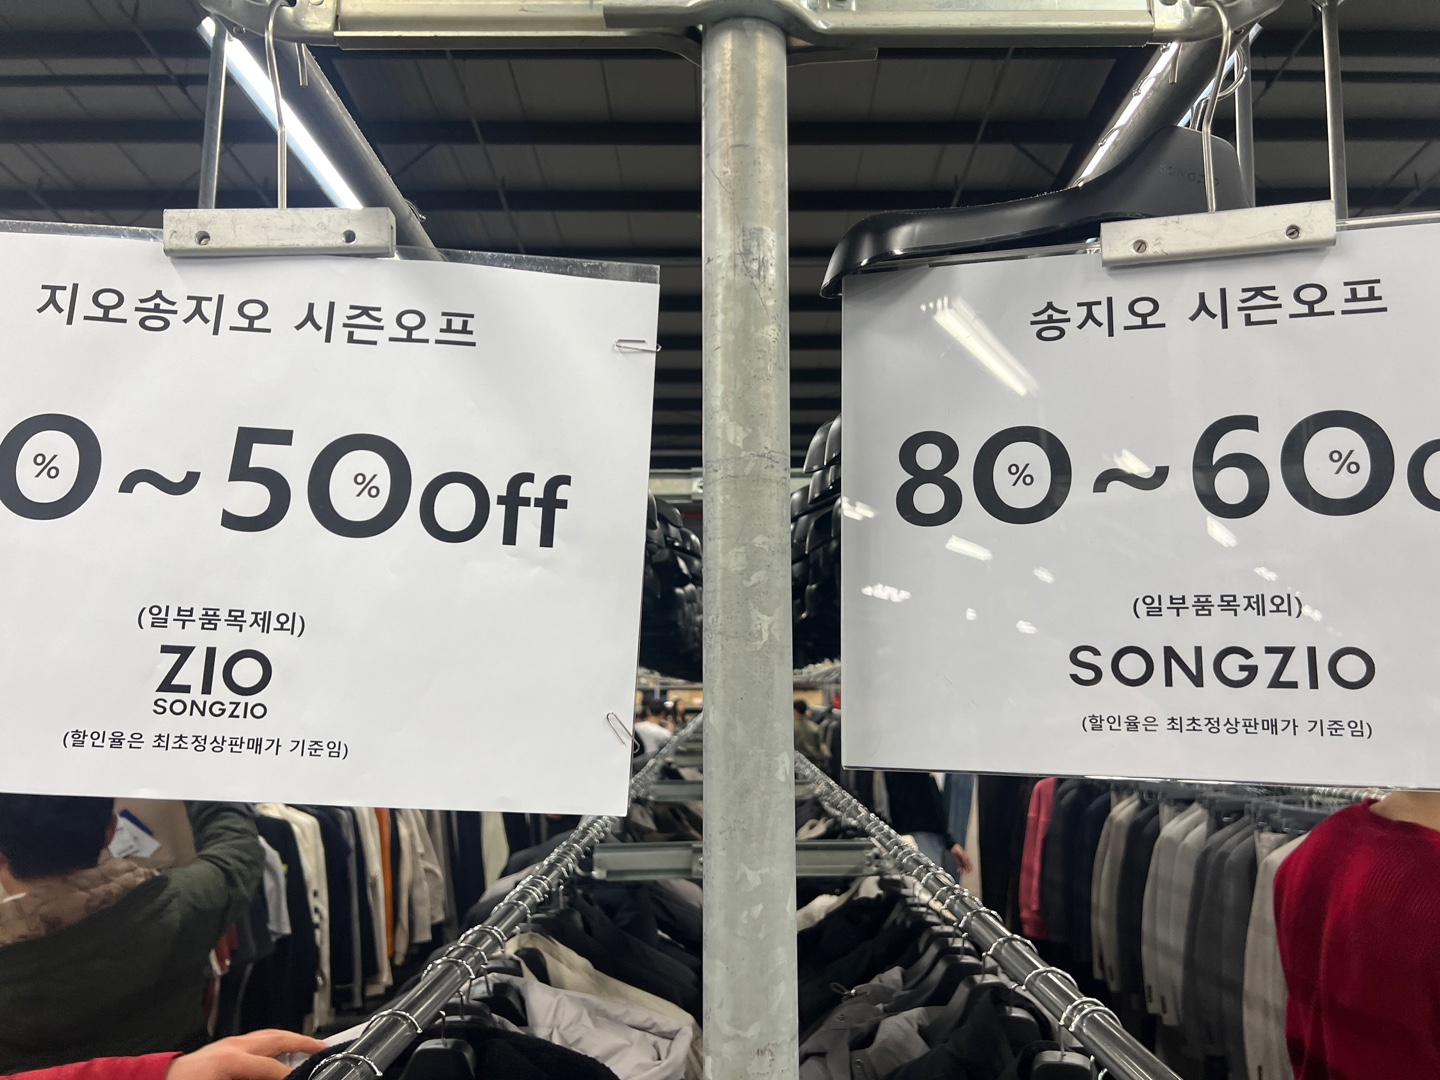 지오송지오 시즌오프
0%~50%off
(일부품목제외)
ZIO
SONGZIO
(할인율은 최초정상판매가 기준임)
SONGZIO
송지오 시즌오프
80%~60%o
(일부품목제외)
SONGZIO
(할인율은 최초정상판매가 기준임)